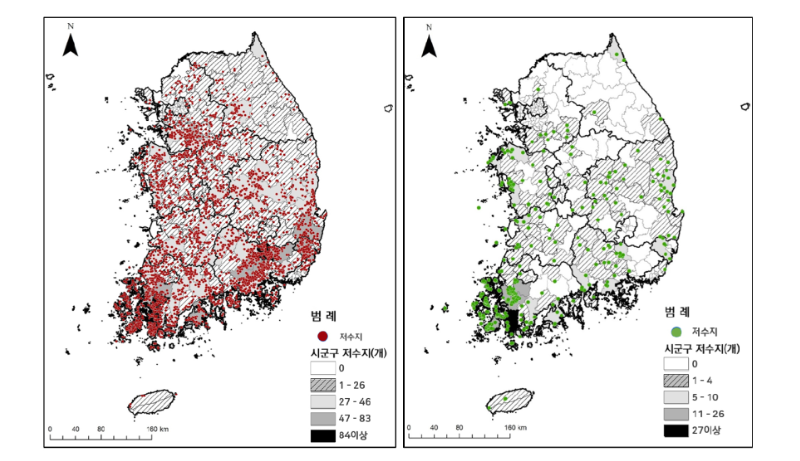 N
범 례
저수지
시군구 저수지(개)
0
1 - 26
27 - 46
47 - 83
84이상
0 40 80 160 km
N
범 례
저수지
시군구 저수지(개)
0
1 - 4
5 - 10
11 - 26
27이상
0 40 80 160 km